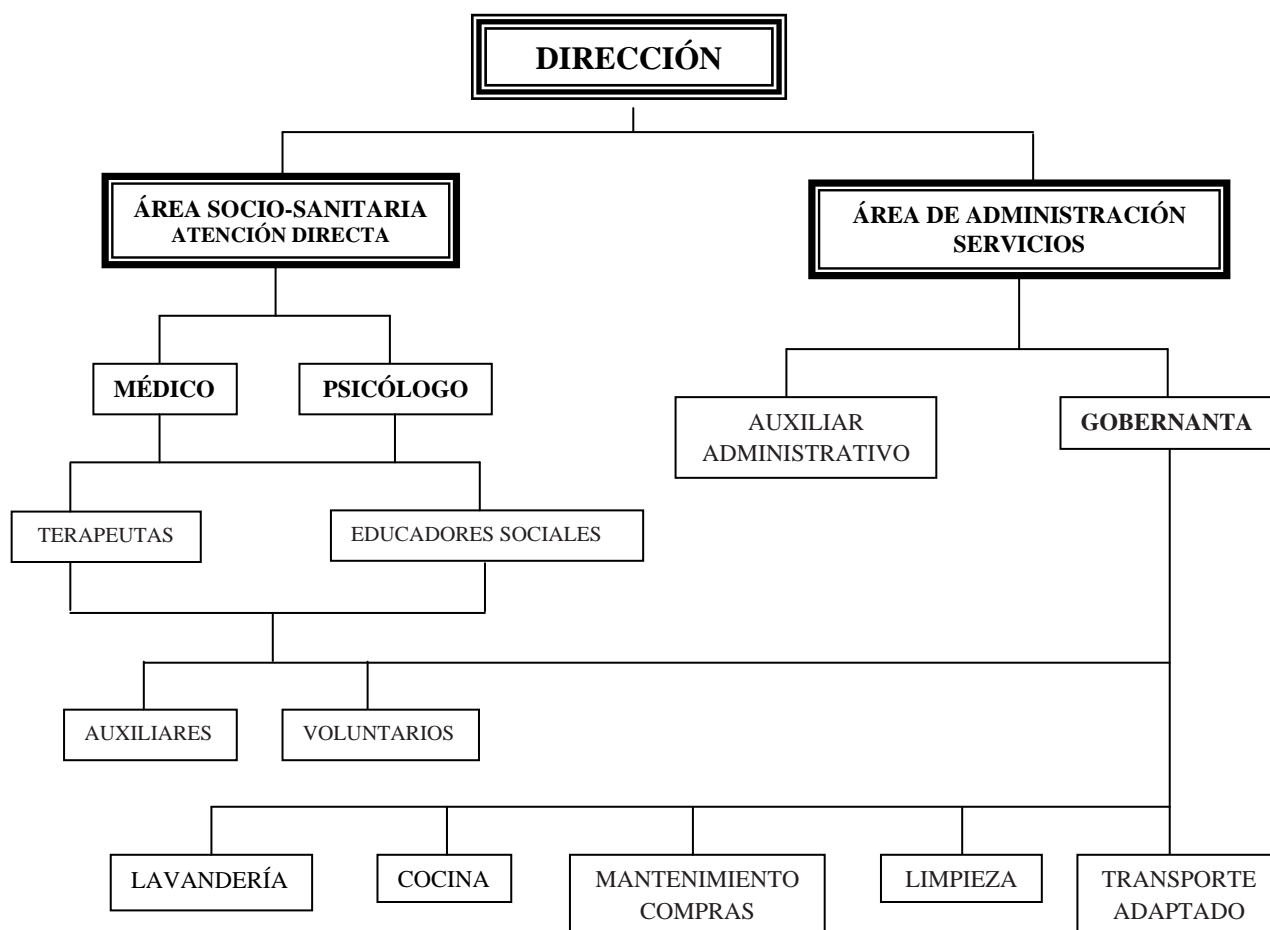 DIRECCIÓN
ÁREA SOCIO-SANITARIA
ATENCIÓN DIRECTA
ÁREA DE ADMINISTRACIÓN
SERVICIOS
MÉDICO
PSICÓLOGO
AUXILIAR
ADMINISTRATIVO
GOBERNANTA
TERAPEUTAS
EDUCADORES SOCIALES
AUXILIARES
VOLUNTARIOS
LAVANDERÍA
COCINA
MANTENIMIENTO
COMPRAS
LIMPIEZA
TRANSPORTE
ADAPTADO